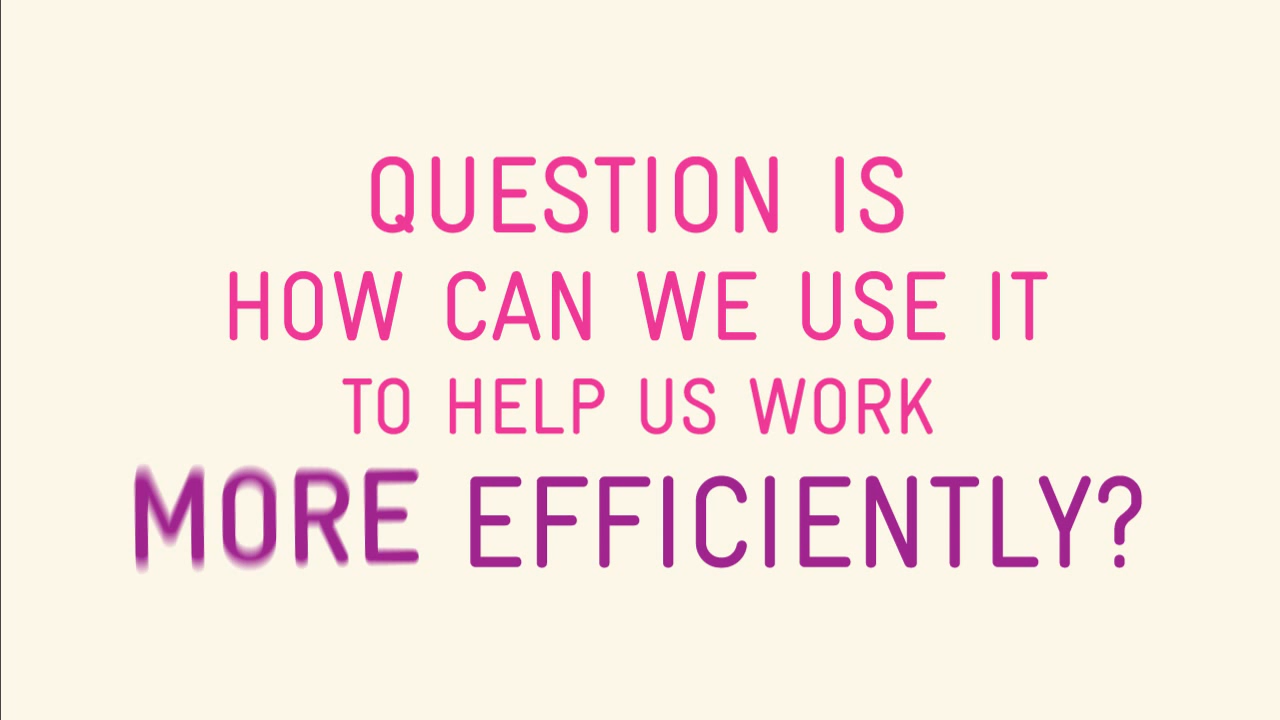 QUESTION IS
HOW CAN WE USE IT
TO HELP US WORK
MORE EFFICIENTLY?